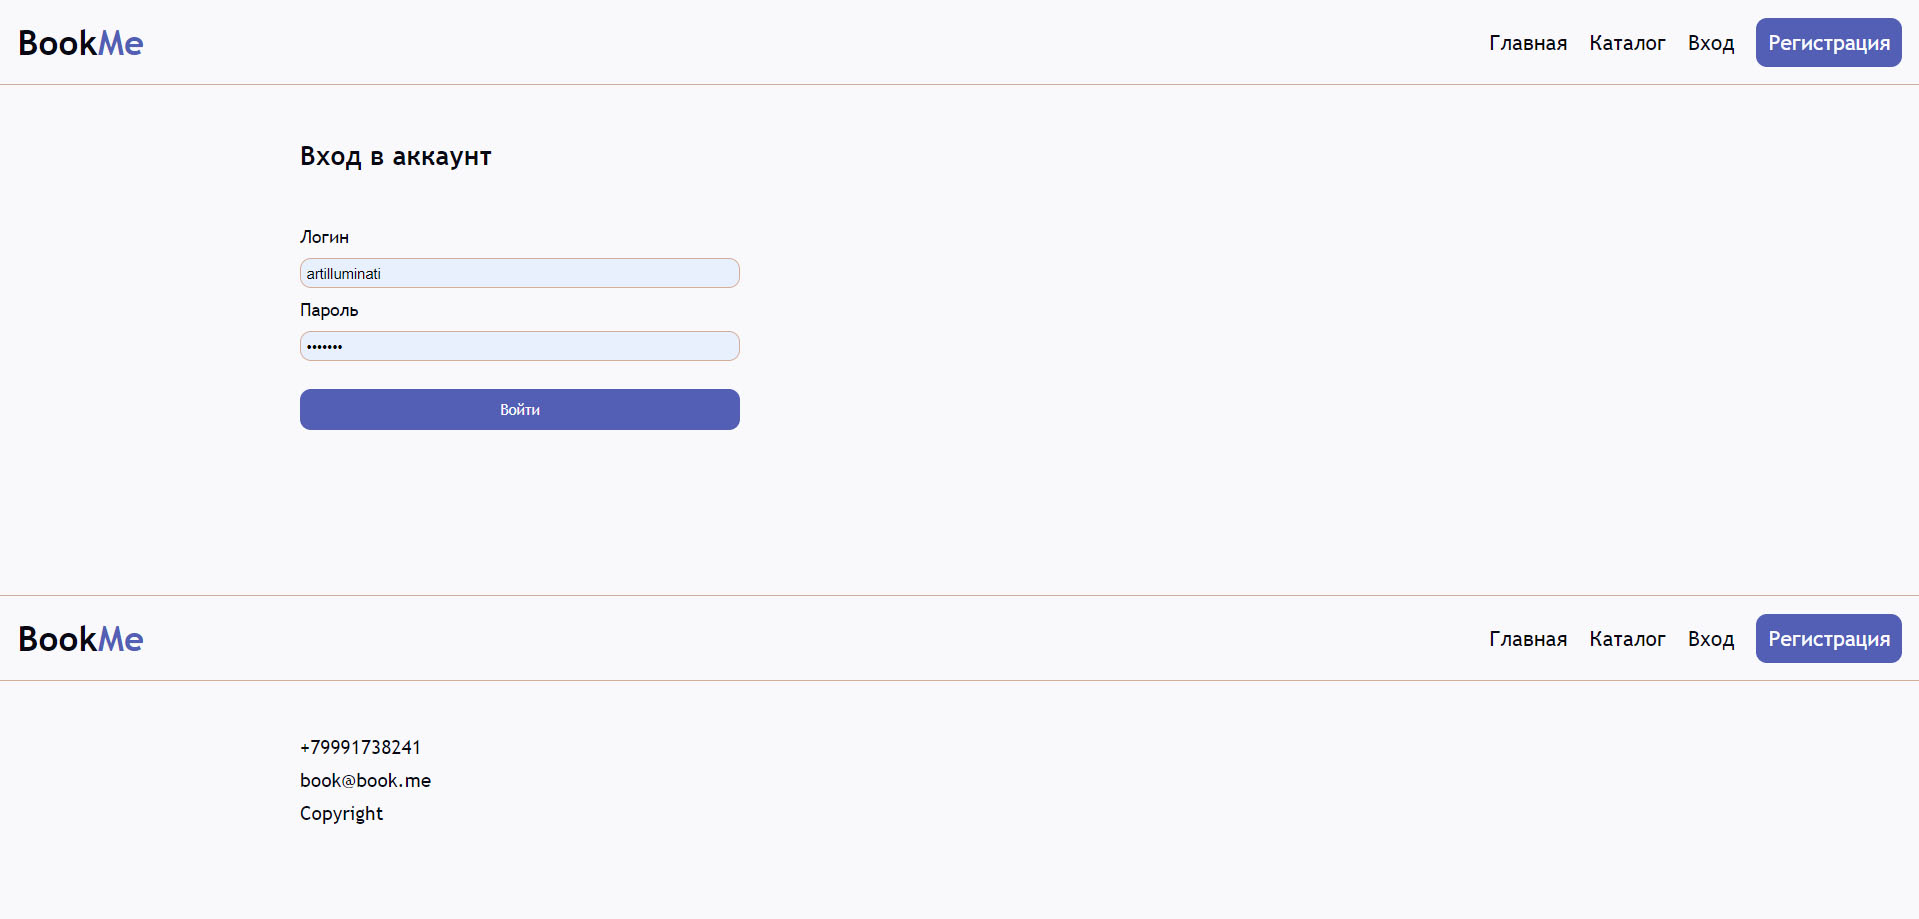 BookMe Главная Каталог Вход Регистрация
Вход в аккаунт
Логин
artilluminati
Пароль
•••••••
Войти
BookMe Главная Каталог Вход Регистрация
+79991738241
book@book.me
Copyright